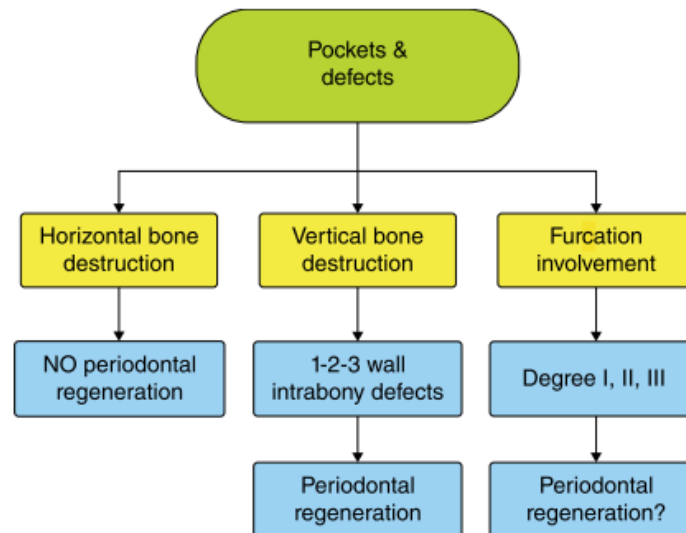 Pockets &
defects
Horizontal bone
destruction
Vertical bone
destruction
Furcation
involvement
NO periodontal
regeneration
1-2-3 wall
intrabony defects
Degree I, II, III
Periodontal
regeneration
Periodontal
regeneration?